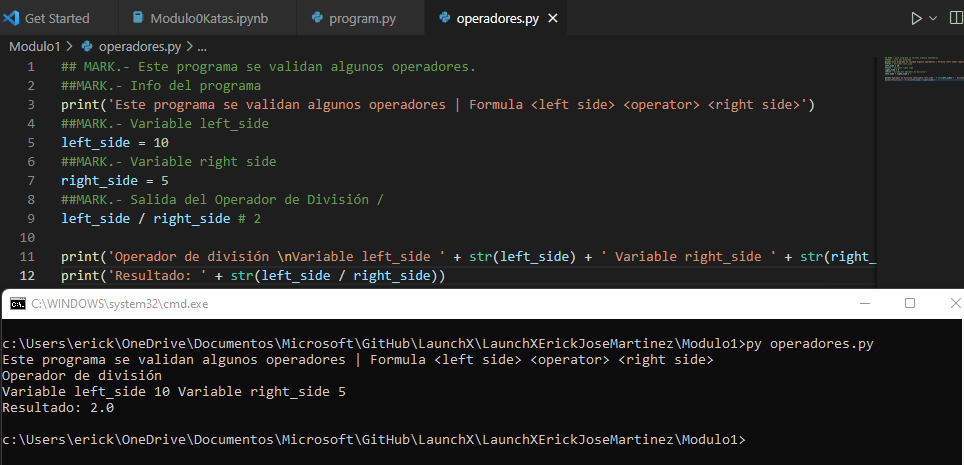 Get Started
Modulo0Katas.ipynb
program.py
operadores.py
Modulo1 > operadores.py > ...
1 ## MARK.- Este programa se validan algunos operadores.
2 ##MARK.- Info del programa
3 print('Este programa se validan algunos operadores | Formula <left side> <operator> <right side>')
4 ##MARK.- Variable left_side
5 left_side = 10
6 ##MARK.- Variable right side
7 right_side = 5
8 ##MARK.- Salida del Operador de División /
9 left_side / right_side # 2
10
11 print('Operador de división \nVariable left_side ' + str(left_side) + ' Variable right_side ' + str(right_
12 print('Resultado: ' + str(left_side / right_side))
C:\WINDOWS\system32\cmd.exe
c:\Users\erick\OneDrive\Documentos\Microsoft\GitHub\LaunchX\LaunchXErickJoseMartinez\Modulo1>py operadores.py
Este programa se validan algunos operadores | Formula <left side> <operator> <right side>
Operador de división
Variable left_side 10 Variable right_side 5
Resultado: 2.0
c:\Users\erick\OneDrive\Documentos\Microsoft\GitHub\LaunchX\LaunchXErickJoseMartinez\Modulo1>